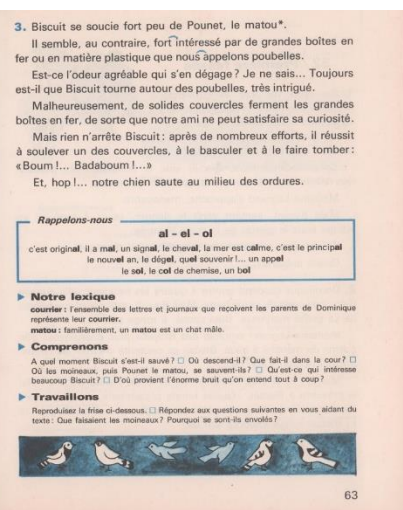 3. Biscuit se soucie fort peu de Pounet, le matou*.
Il semble, au contraire, fort intéressé par de grandes boîtes en
fer ou en matière plastique que nous appelons poubelles.
Est-ce l'odeur agréable qui s'en dégage ? Je ne sais... Toujours
est-il que Biscuit tourne autour des poubelles, très intrigué.
Malheureusement, de solides couvercles ferment les grandes
boîtes en fer, de sorte que notre ami ne peut satisfaire sa curiosité.
Mais rien n'arrête Biscuit : après de nombreux efforts, il réussit
à soulever un des couvercles, à le basculer et à le faire tomber :
«Boum !... Badaboum !...»
Et, hop !... notre chien saute au milieu des ordures.
Rappelons-nous
al - el - ol
c'est original, il a mal, un signal, le cheval, la mer est calme, c'est le principal
le nouvel an, le dégel, quel souvenir !... un appel
le sol, le col de chemise, un bol
▶ Notre lexique
courrier : l'ensemble des lettres et journaux que reçoivent les parents de Dominique
représente leur courrier.
matou : familièrement, un matou est un chat mâle.
▶ Comprenons
A quel moment Biscuit s'est-il sauvé ? □ Où descend-il ? Que fait-il dans la cour ? □
Où les moineaux, puis Pounet le matou, se sauvent-ils ? □ Qu'est-ce qui intéresse
beaucoup Biscuit ? □ D'où provient l'énorme bruit qu'on entend tout à coup ?
▶ Travaillons
Reproduisez la frise ci-dessous. □ Répondez aux questions suivantes en vous aidant du
texte : Que faisaient les moineaux ? Pourquoi se sont-ils envolés ?
63